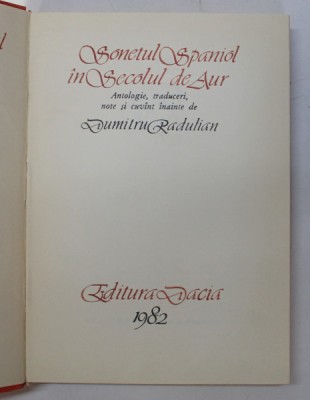 l
Sonetul Spaniol
în Secolul de Aur
Antologie, traduceri,
note și cuvînt înainte de
Dumitru Radulian
Editura Dacia
1982